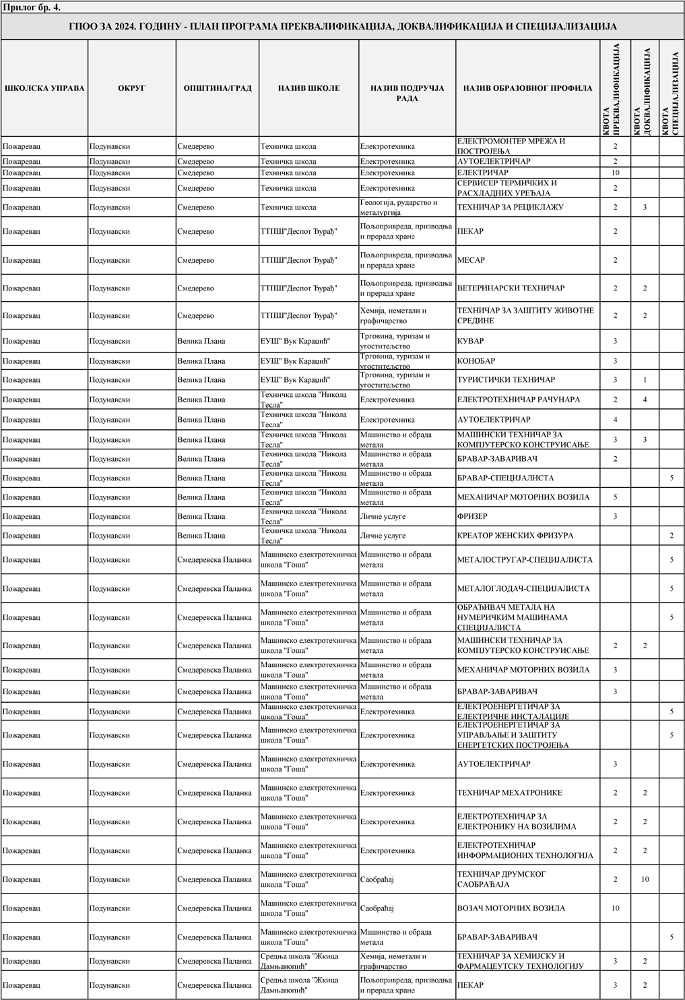 Прилог бр. 4.
ГПОО ЗА 2024. ГОДИНУ - ПЛАН ПРОГРАМА ПРЕКВАЛИФИКАЦИЈА, ДОКВАЛИФИКАЦИЈА И СПЕЦИЈАЛИЗАЦИЈА
ШКОЛСКА УПРАВА ОКРУГ ОПШТИНА/ГРАД НАЗИВ ШКОЛЕ НАЗИВ ПОДРУЧЈА РАДА НАЗИВ ОБРАЗОВНОГ ПРОФИЛА КВОТА ПРЕКВАЛИФИКАЦИЈА КВОТА ДОКВАЛИФИКАЦИЈА КВОТА СПЕЦИЈАЛИЗАЦИЈА
Пожаревац Подунавски Смедерево Техничка школа Електротехника ЕЛЕКТРОМОНТЕР МРЕЖА И ПОСТРОЈЕЊА 2
Пожаревац Подунавски Смедерево Техничка школа Електротехника АУТОЕЛЕКТРИЧАР 2
Пожаревац Подунавски Смедерево Техничка школа Електротехника ЕЛЕКТРИЧАР 10
Пожаревац Подунавски Смедерево Техничка школа Електротехника СЕРВИСЕР ТЕРМИЧКИХ И РАСХЛАДНИХ УРЕЂАЈА 2
Пожаревац Подунавски Смедерево Техничка школа Геологија, рударство и металургија ТЕХНИЧАР ЗА РЕЦИКЛАЖУ 2 3
Пожаревац Подунавски Смедерево ТТПШ"Деспот Ђурађ" Пољопривреда, призводња и прерада хране ПЕКАР 2
Пожаревац Подунавски Смедерево ТТПШ"Деспот Ђурађ" Пољопривреда, призводња и прерада хране МЕСАР 2
Пожаревац Подунавски Смедерево ТТПШ"Деспот Ђурађ" Пољопривреда, призводња и прерада хране ВЕТЕРИНАРСКИ ТЕХНИЧАР 2 2
Пожаревац Подунавски Смедерево ТТПШ"Деспот Ђурађ" Хемија, неметали и графичарство ТЕХНИЧАР ЗА ЗАШТИТУ ЖИВОТНЕ СРЕДИНЕ 2 2
Пожаревац Подунавски Велика Плана ЕУШ" Вук Караџић" Трговина, туризам и угоститељство КУВАР 3
Пожаревац Подунавски Велика Плана ЕУШ" Вук Караџић" Трговина, туризам и угоститељство КОНОБАР 3
Пожаревац Подунавски Велика Плана ЕУШ" Вук Караџић" Трговина, туризам и угоститељство ТУРИСТИЧКИ ТЕХНИЧАР 3 1
Пожаревац Подунавски Велика Плана Техничка школа "Никола Тесла" Електротехника ЕЛЕКТРОТЕХНИЧАР РАЧУНАРА 2 4
Пожаревац Подунавски Велика Плана Техничка школа "Никола Тесла" Електротехника АУТОЕЛЕКТРИЧАР 4
Пожаревац Подунавски Велика Плана Техничка школа "Никола Тесла" Машинство и обрада метала МАШИНСКИ ТЕХНИЧАР ЗА КОМПЈУТЕРСКО КОНСТРУИСАЊЕ 3 3
Пожаревац Подунавски Велика Плана Техничка школа "Никола Тесла" Машинство и обрада метала БРАВАР-ЗАВАРИВАЧ 2
Пожаревац Подунавски Велика Плана Техничка школа "Никола Тесла" Машинство и обрада метала БРАВАР-СПЕЦИЈАЛИСТА 5
Пожаревац Подунавски Велика Плана Техничка школа "Никола Тесла" Машинство и обрада метала МЕХАНИЧАР МОТОРНИХ ВОЗИЛА 5
Пожаревац Подунавски Велика Плана Техничка школа "Никола Тесла" Личне услуге ФРИЗЕР 3
Пожаревац Подунавски Велика Плана Техничка школа "Никола Тесла" Личне услуге КРЕАТОР ЖЕНСКИХ ФРИЗУРА 2
Пожаревац Подунавски Смедеревска Паланка Машинско електротехничка школа "Гоша" Машинство и обрада метала МЕТАЛОСТРУГАР-СПЕЦИЈАЛИСТА 5
Пожаревац Подунавски Смедеревска Паланка Машинско електротехничка школа "Гоша" Машинство и обрада метала МЕТАЛОГЛОДАЧ-СПЕЦИЈАЛИСТА 5
Пожаревац Подунавски Смедеревска Паланка Машинско електротехничка школа "Гоша" Машинство и обрада метала ОБРАЂИВАЧ МЕТАЛА НА НУМЕРИЧКИМ МАШИНАМА СПЕЦИЈАЛИСТА 5
Пожаревац Подунавски Смедеревска Паланка Машинско електротехничка школа "Гоша" Машинство и обрада метала МАШИНСКИ ТЕХНИЧАР ЗА КОМПЈУТЕРСКО КОНСТРУИСАЊЕ 2 2
Пожаревац Подунавски Смедеревска Паланка Машинско електротехничка школа "Гоша" Машинство и обрада метала МЕХАНИЧАР МОТОРНИХ ВОЗИЛА 3
Пожаревац Подунавски Смедеревска Паланка Машинско електротехничка школа "Гоша" Машинство и обрада метала БРАВАР-ЗАВАРИВАЧ 3
Пожаревац Подунавски Смедеревска Паланка Машинско електротехничка школа "Гоша" Електротехника ЕЛЕКТРОЕНЕРГЕТИЧАР ЗА ЕЛЕКТРИЧНЕ ИНСТАЛАЦИЈЕ 5
Пожаревац Подунавски Смедеревска Паланка Машинско електротехничка школа "Гоша" Електротехника ЕЛЕКТРОЕНЕРГЕТИЧАР ЗА УПРАВЉАЊЕ И ЗАШТИТУ ЕНЕРГЕТСКИХ ПОСТРОЈЕЊА 5
Пожаревац Подунавски Смедеревска Паланка Машинско електротехничка школа "Гоша" Електротехника АУТОЕЛЕКТРИЧАР 3
Пожаревац Подунавски Смедеревска Паланка Машинско електротехничка школа "Гоша" Електротехника ТЕХНИЧАР МЕХАТРОНИКЕ 2 2
Пожаревац Подунавски Смедеревска Паланка Машинско електротехничка школа "Гоша" Електротехника ЕЛЕКТРОТЕХНИЧАР ЗА ЕЛЕКТРОНИКУ НА ВОЗИЛИМА 2 2
Пожаревац Подунавски Смедеревска Паланка Машинско електротехничка школа "Гоша" Електротехника ЕЛЕКТРОТЕХНИЧАР ИНФОРМАЦИОНИХ ТЕХНОЛОГИЈА 2 2
Пожаревац Подунавски Смедеревска Паланка Машинско електротехничка школа "Гоша" Саобраћај ТЕХНИЧАР ДРУМСКОГ САОБРАЋАЈА 2 10
Пожаревац Подунавски Смедеревска Паланка Машинско електротехничка школа "Гоша" Саобраћај ВОЗАЧ МОТОРНИХ ВОЗИЛА 10
Пожаревац Подунавски Смедеревска Паланка Машинско електротехничка школа "Гоша" Машинство и обрада метала БРАВАР-ЗАВАРИВАЧ 5
Пожаревац Подунавски Смедеревска Паланка Средња школа "Жкица Дамњанопић" Хемија, неметали и графичарство ТЕХНИЧАР ЗА ХЕМИЈСКУ И ФАРМАЦЕУТСКУ ТЕХНОЛОГИЈУ 3 2
Пожаревац Подунавски Смедеревска Паланка Средња школа "Жкица Дамњанопић" Пољопривреда, призводња и прерада хране ПЕКАР 3 2